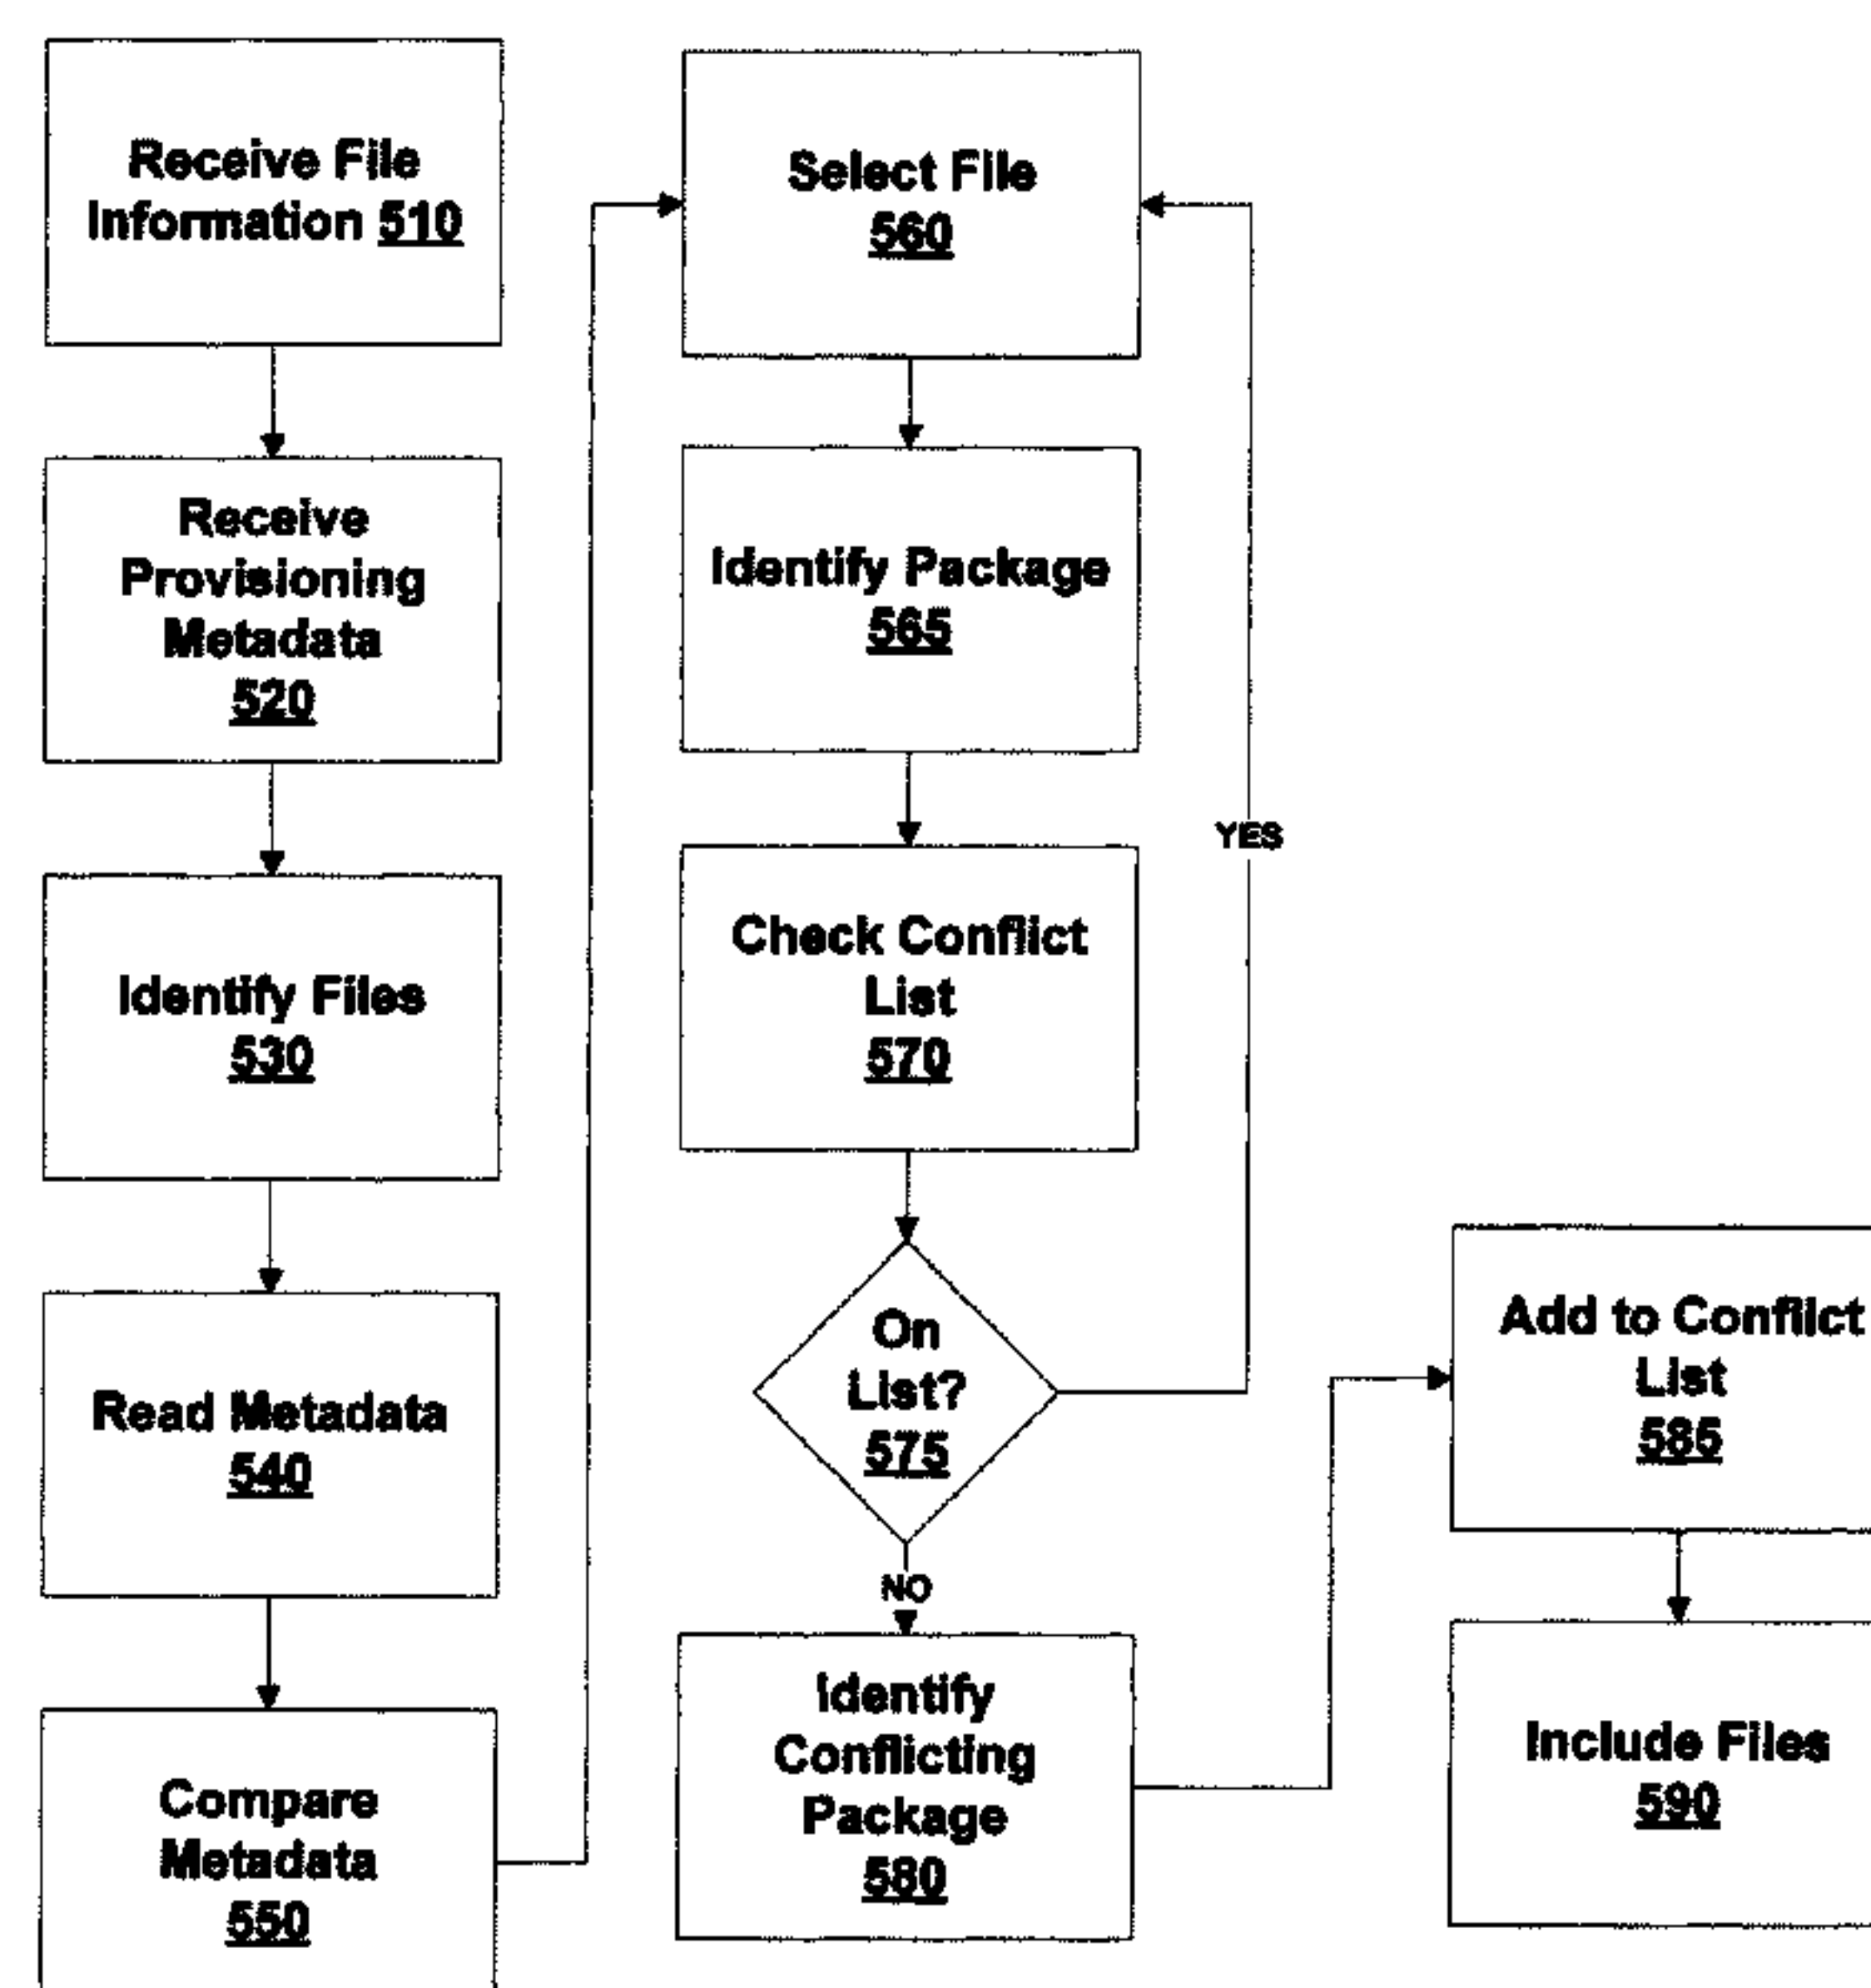 Receive File
Information 510
Receive
Provisioning
Metadata
520
Identify Files
530
Read Metadata
540
Compare
Metadata
550
Select File
560
Identify Package
565
Check Conflict
List
570
On
List?
575
YES
NO
Identify
Conflicting
Package
580
Add to Conflict
List
585
Include Files
590